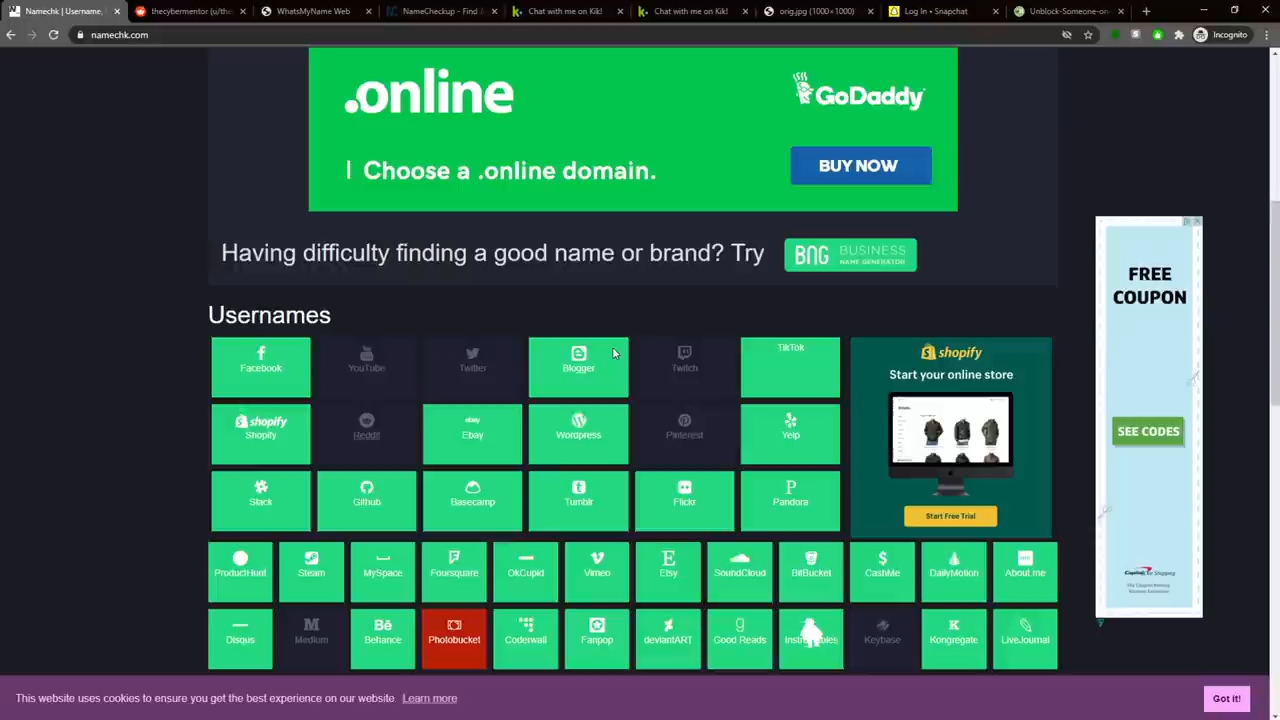 Namechk | Username,
thecybermentor (u/the
WhatsMyName Web
NameCheckup - Find A
Chat with me on Kik!
Chat with me on Kik!
orig.jpg (1000×1000)
Log In • Snapchat
Unblock-Someone-on-
namechk.com
Incognito
.online
GoDaddy
Choose a .online domain.
BUY NOW
Having difficulty finding a good name or brand? Try
BNG BUSINESS
NAME GENERATOR
Usernames
Facebook YouTube Twitter Blogger Twitch TikTok
shopify
Shopify Reddit Ebay Wordpress Pinterest Yelp
ebay
Slack Github Basecamp Tumblr Flickr Pandora
shopify
Start your online store
Start Free Trial
FREE
COUPON
SEE CODES
ProductHunt Steam MySpace Foursquare OkCupid Vimeo Etsy SoundCloud BitBucket CashMe DailyMotion About me
Disqus Medium Behance Photobucket Coderwall Fanpop deviantART Good Reads Instructables Keybase Kongregate LiveJournal
This website uses cookies to ensure you get the best experience on our website. Learn more
Got it!